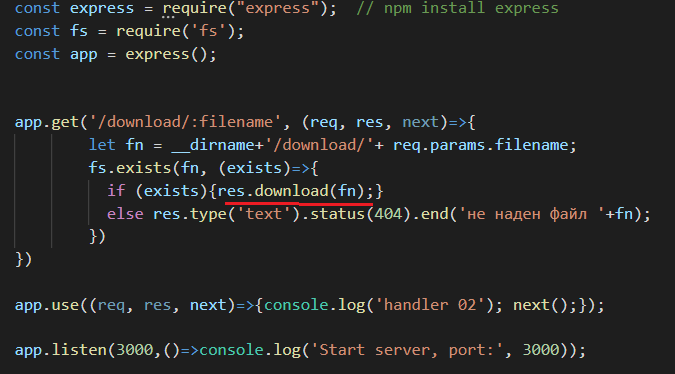 const express = require("express");  // npm install express
const fs = require('fs');
const app = express();
app.get('/download/:filename', (req, res, next)=>{
let fn = __dirname+'/download/'+ req.params.filename;
fs.exists(fn, (exists)=>{
if (exists){res.download(fn);}
else res.type('text').status(404).end('не наден файл '+fn);
})
})
app.use((req, res, next)=>{console.log('handler 02'); next();});
app.listen(3000,()=>console.log('Start server, port:', 3000));